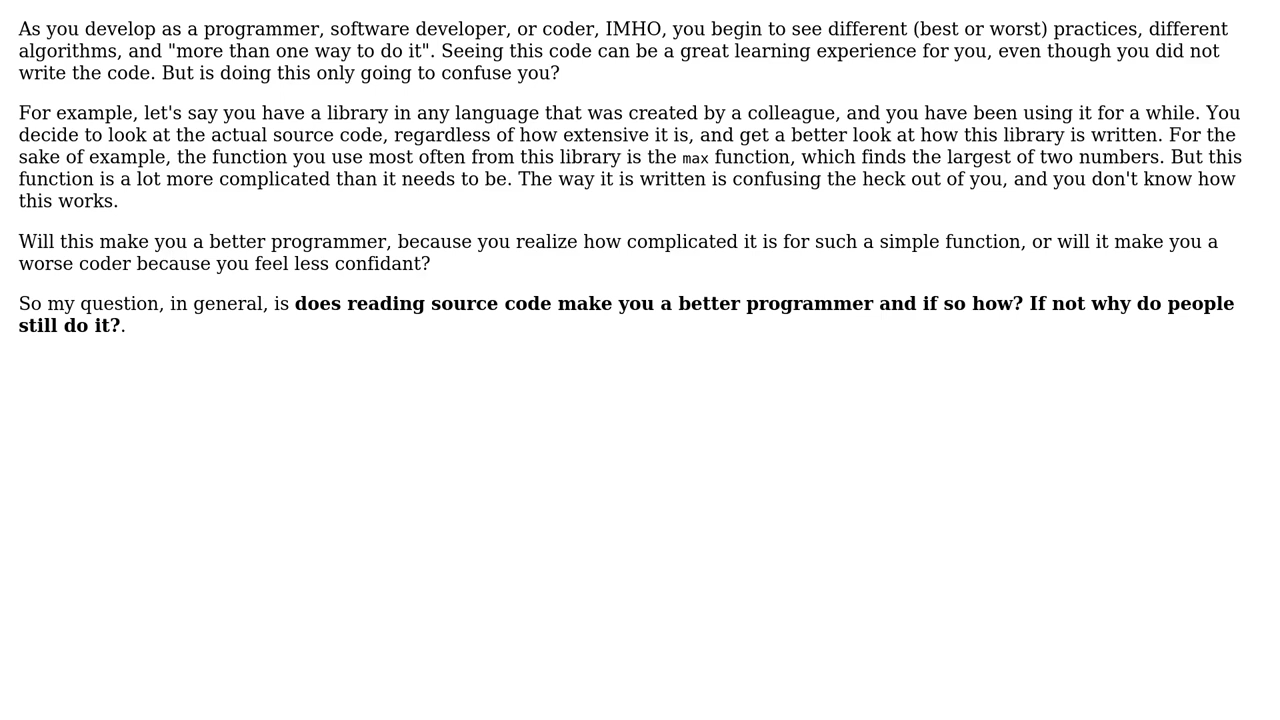 As you develop as a programmer, software developer, or coder, IMHO, you begin to see different (best or worst) practices, different
algorithms, and "more than one way to do it". Seeing this code can be a great learning experience for you, even though you did not
write the code. But is doing this only going to confuse you?
For example, let's say you have a library in any language that was created by a colleague, and you have been using it for a while. You
decide to look at the actual source code, regardless of how extensive it is, and get a better look at how this library is written. For the
sake of example, the function you use most often from this library is the max function, which finds the largest of two numbers. But this
function is a lot more complicated than it needs to be. The way it is written is confusing the heck out of you, and you don't know how
this works.
Will this make you a better programmer, because you realize how complicated it is for such a simple function, or will it make you a
worse coder because you feel less confidant?
So my question, in general, is does reading source code make you a better programmer and if so how? If not why do people
still do it?.